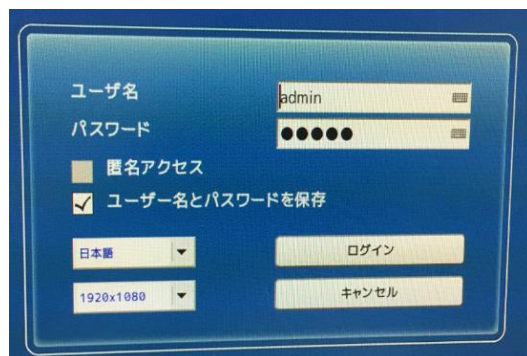 ユーザ名
admin
パスワード
●●●●●
匿名アクセス
ユーザー名とパスワードを保存
日本語
ログイン
1920x1080
キャンセル